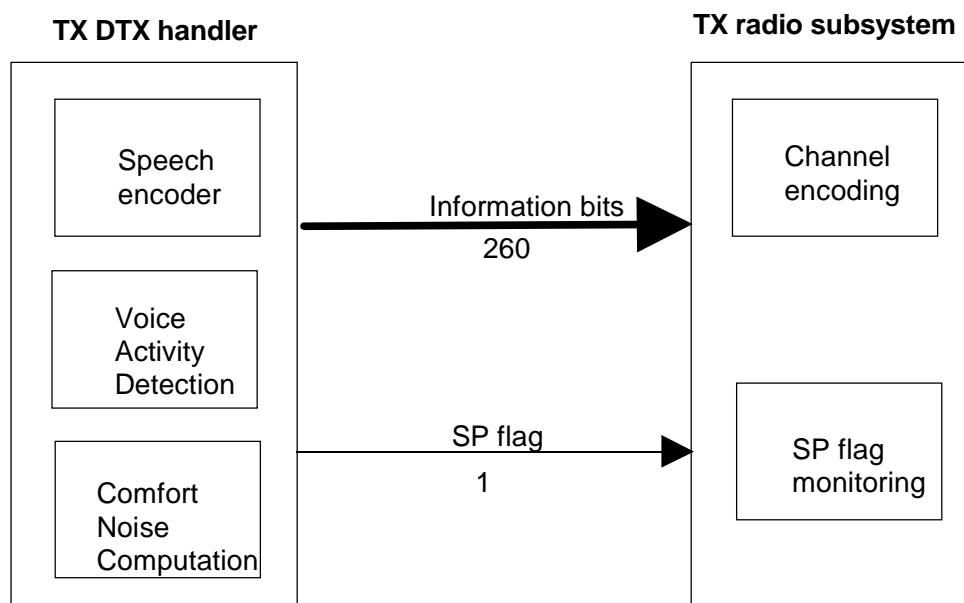 TX DTX handler
TX radio subsystem
Speech
encoder
Channel
encoding
Information bits
260
Voice
Activity
Detection
SP flag
1
SP flag
monitoring
Comfort
Noise
Computation